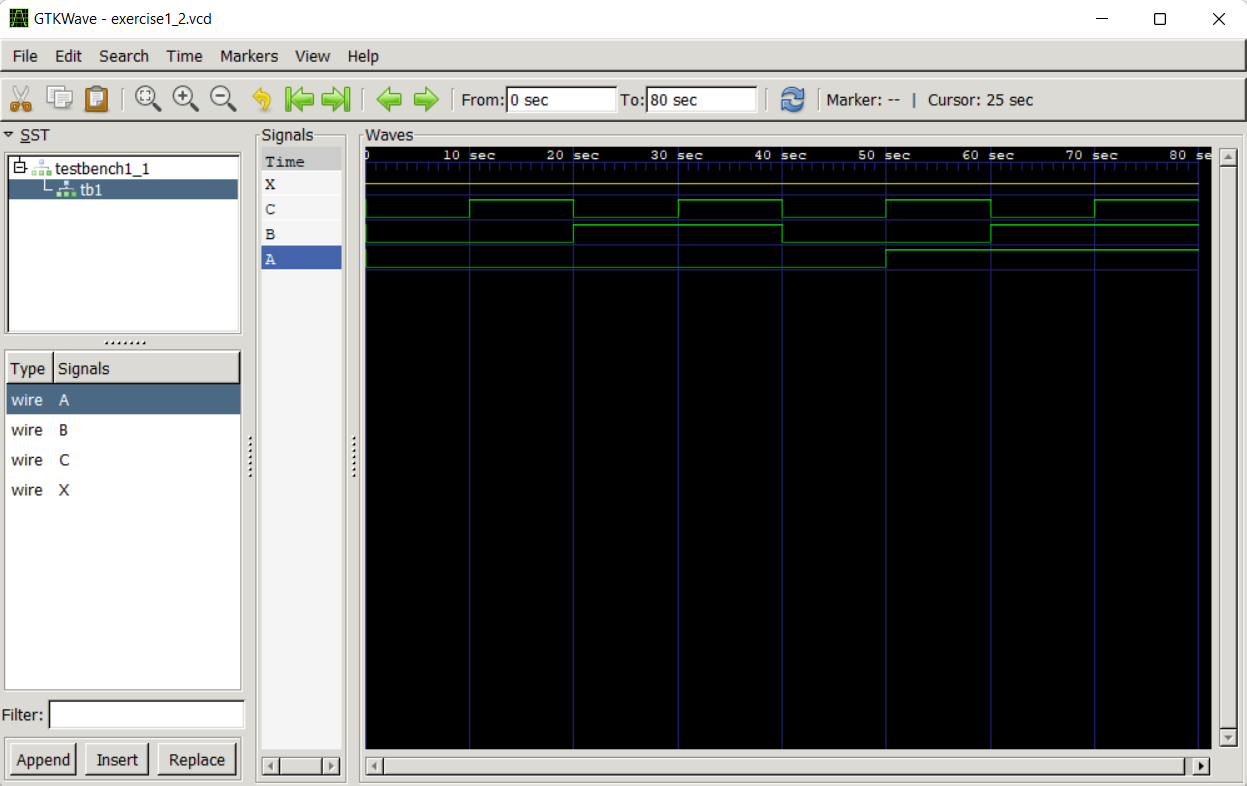 GTKWave - exercise1_2.vcd
File Edit Search Time Markers View Help
From: 0 sec To: 80 sec Marker: -- | Cursor: 25 sec
SST
testbench1_1
tb1
Type Signals
wire A
wire B
wire C
wire X
Filter:
Append Insert Replace
Signals
Time
X
C
B
A
Waves
0 10 sec 20 sec 30 sec 40 sec 50 sec 60 sec 70 sec 80 se